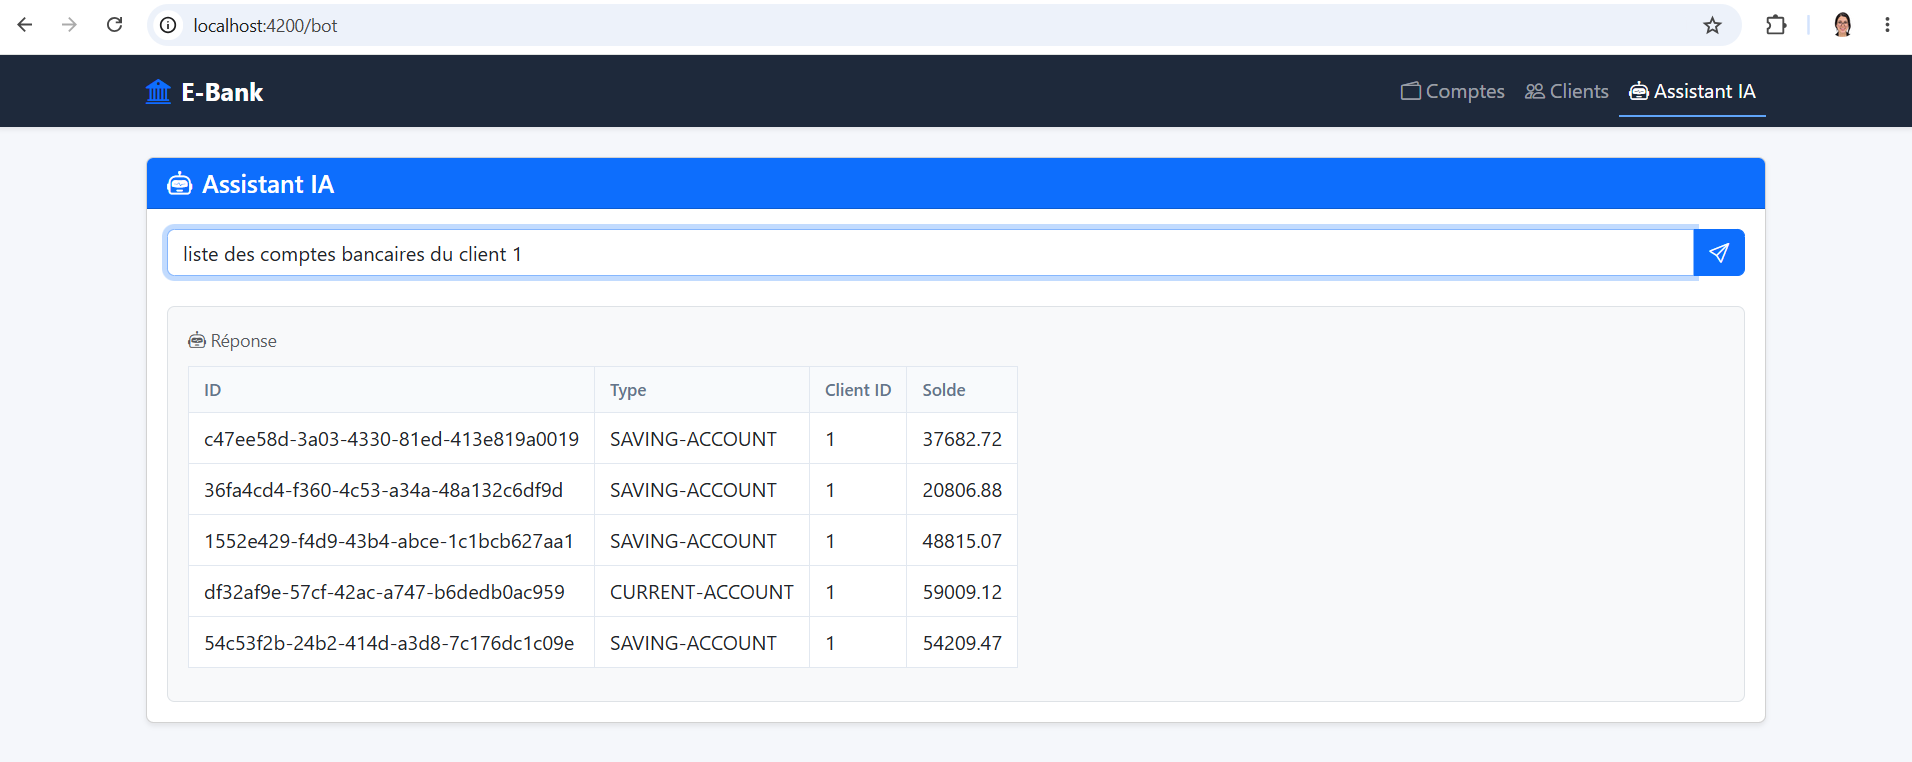 localhost:4200/bot
E-Bank Comptes Clients Assistant IA
Assistant IA
liste des comptes bancaires du client 1
Réponse
ID Type Client ID Solde
c47ee58d-3a03-4330-81ed-413e819a0019 SAVING-ACCOUNT 1 37682.72
36fa4cd4-f360-4c53-a34a-48a132c6df9d SAVING-ACCOUNT 1 20806.88
1552e429-f4d9-43b4-abce-1c1bcb627aa1 SAVING-ACCOUNT 1 48815.07
df32af9e-57cf-42ac-a747-b6dedb0ac959 CURRENT-ACCOUNT 1 59009.12
54c53f2b-24b2-414d-a3d8-7c176dc1c09e SAVING-ACCOUNT 1 54209.47